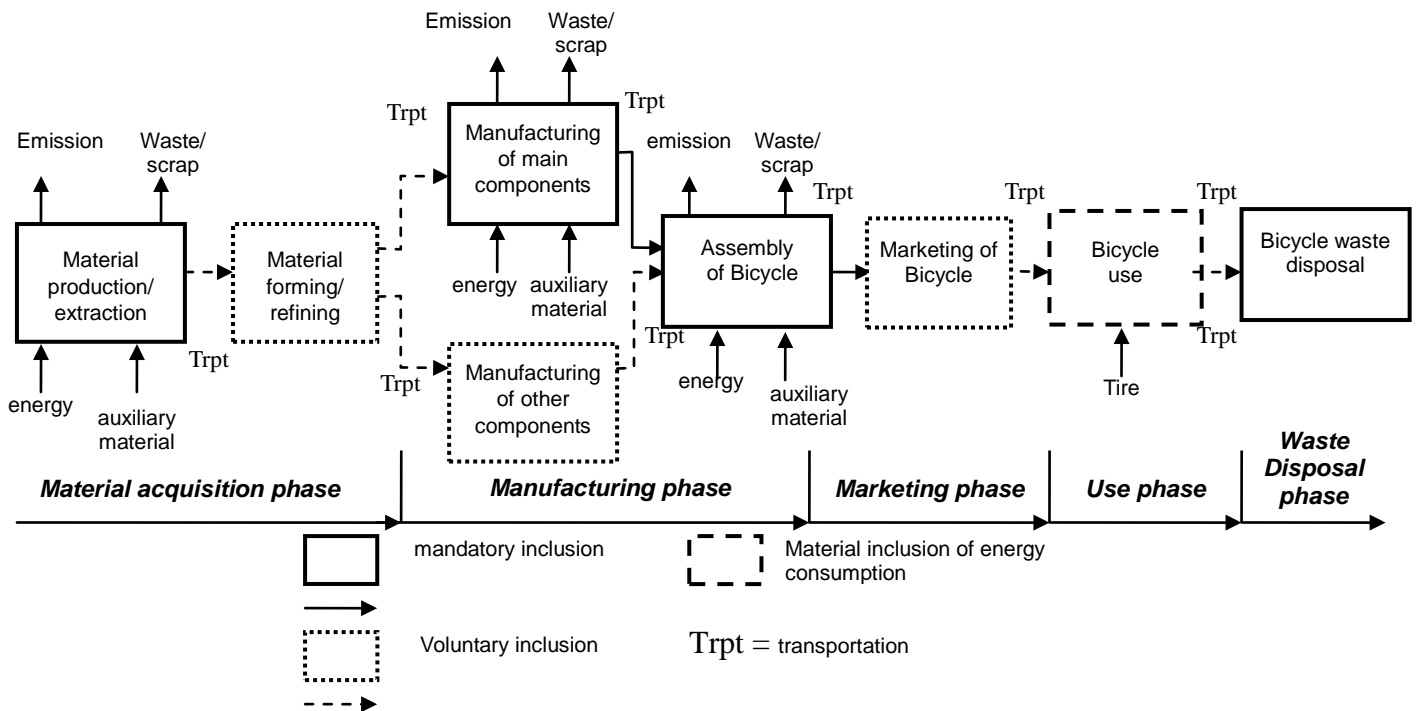 Emission
Waste/
scrap
Trpt
Trpt
Manufacturing
of main
components
energy
auxiliary
material
Emission
Waste/
scrap
Material
production/
extraction
energy
auxiliary
material
Trpt
Material
forming/
refining
Trpt
Manufacturing
of other
components
Trpt
emission
Waste/
scrap
Assembly
of Bicycle
energy
auxiliary
material
Trpt
Marketing of
Bicycle
Trpt
Bicycle
use
Tire
Trpt
Trpt
Bicycle waste
disposal
Material acquisition phase
Manufacturing phase
Marketing phase
Use phase
Waste
Disposal
phase
mandatory inclusion
Material inclusion of energy
consumption
Voluntary inclusion
Trpt = transportation